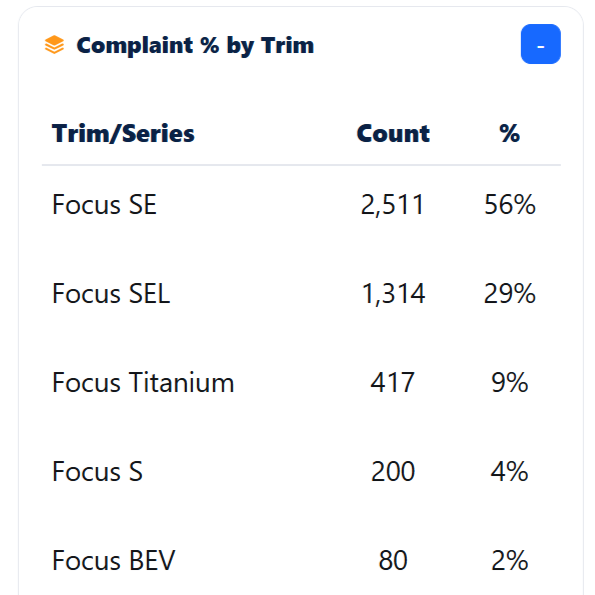 Complaint % by Trim
-
Trim/Series Count %
Focus SE 2,511 56%
Focus SEL 1,314 29%
Focus Titanium 417 9%
Focus S 200 4%
Focus BEV 80 2%